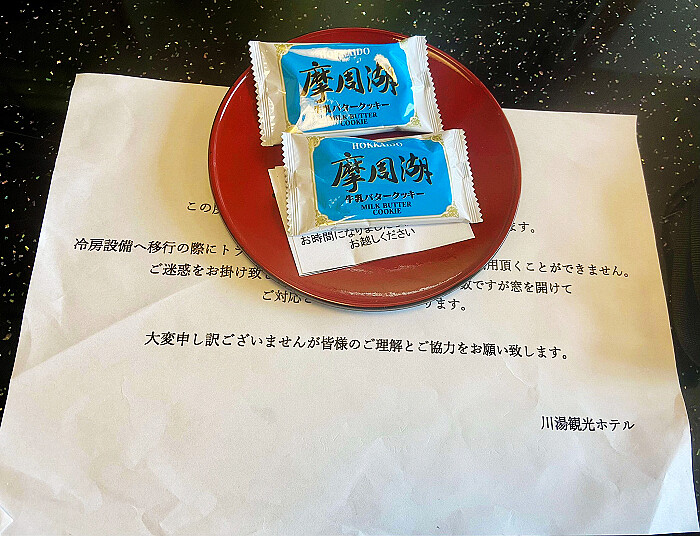 HOKKAIDO
摩周湖
牛乳バタークッキー
MILK BUTTER
COOKIE
HOKKAIDO
摩周湖
牛乳バタークッキー
MILK BUTTER
COOKIE
お時間になりました
お越しください
この
ます。
冷房設備へ移行の際にトラ
用頂くことができません。
ご迷惑をお掛け致
数ですが窓を開けて
ご対応
ます。
大変申し訳ございませんが皆様のご理解とご協力をお願い致します。
川湯観光ホテル